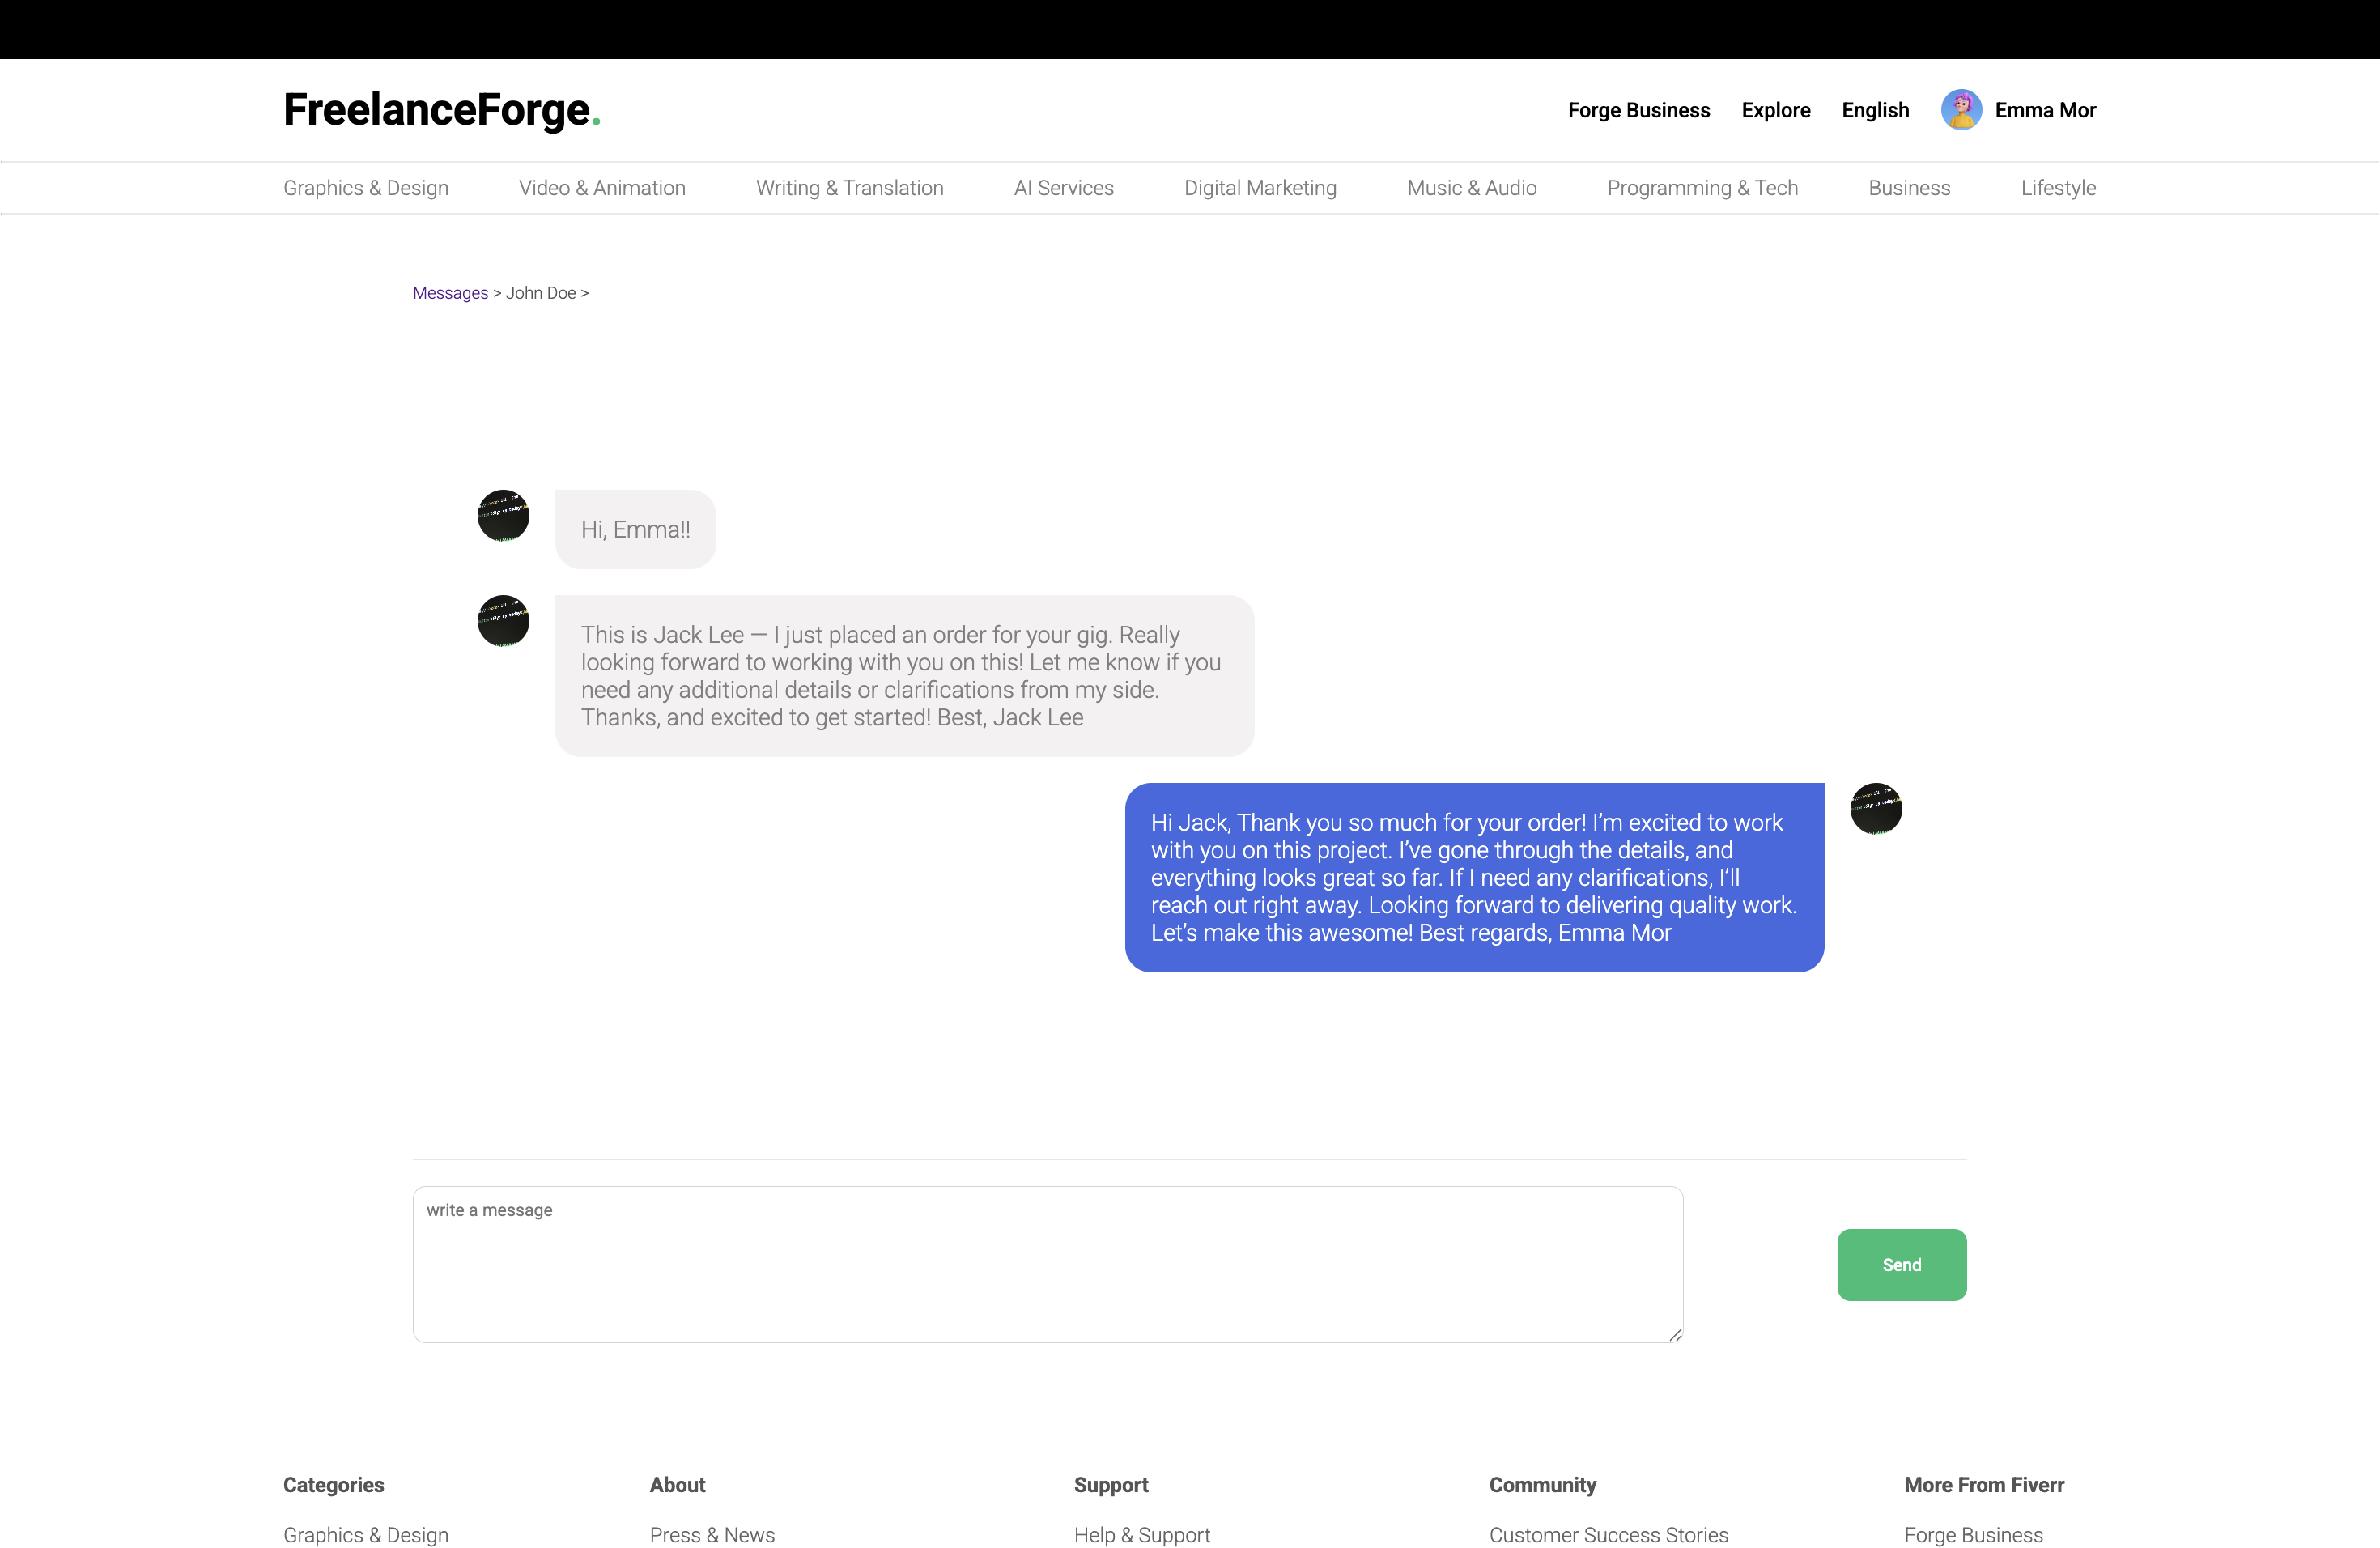 FreelanceForge.
Forge Business
Explore
English
Emma Mor
Graphics & Design
Video & Animation
Writing & Translation
AI Services
Digital Marketing
Music & Audio
Programming & Tech
Business
Lifestyle
Messages > John Doe >
Hi, Emma!!
This is Jack Lee — I just placed an order for your gig. Really
looking forward to working with you on this! Let me know if you
need any additional details or clarifications from my side.
Thanks, and excited to get started! Best, Jack Lee
Hi Jack, Thank you so much for your order! I’m excited to work
with you on this project. I’ve gone through the details, and
everything looks great so far. If I need any clarifications, I’ll
reach out right away. Looking forward to delivering quality work.
Let’s make this awesome! Best regards, Emma Mor
write a message
Send
Categories
Graphics & Design
About
Press & News
Support
Help & Support
Community
Customer Success Stories
More From Fiverr
Forge Business